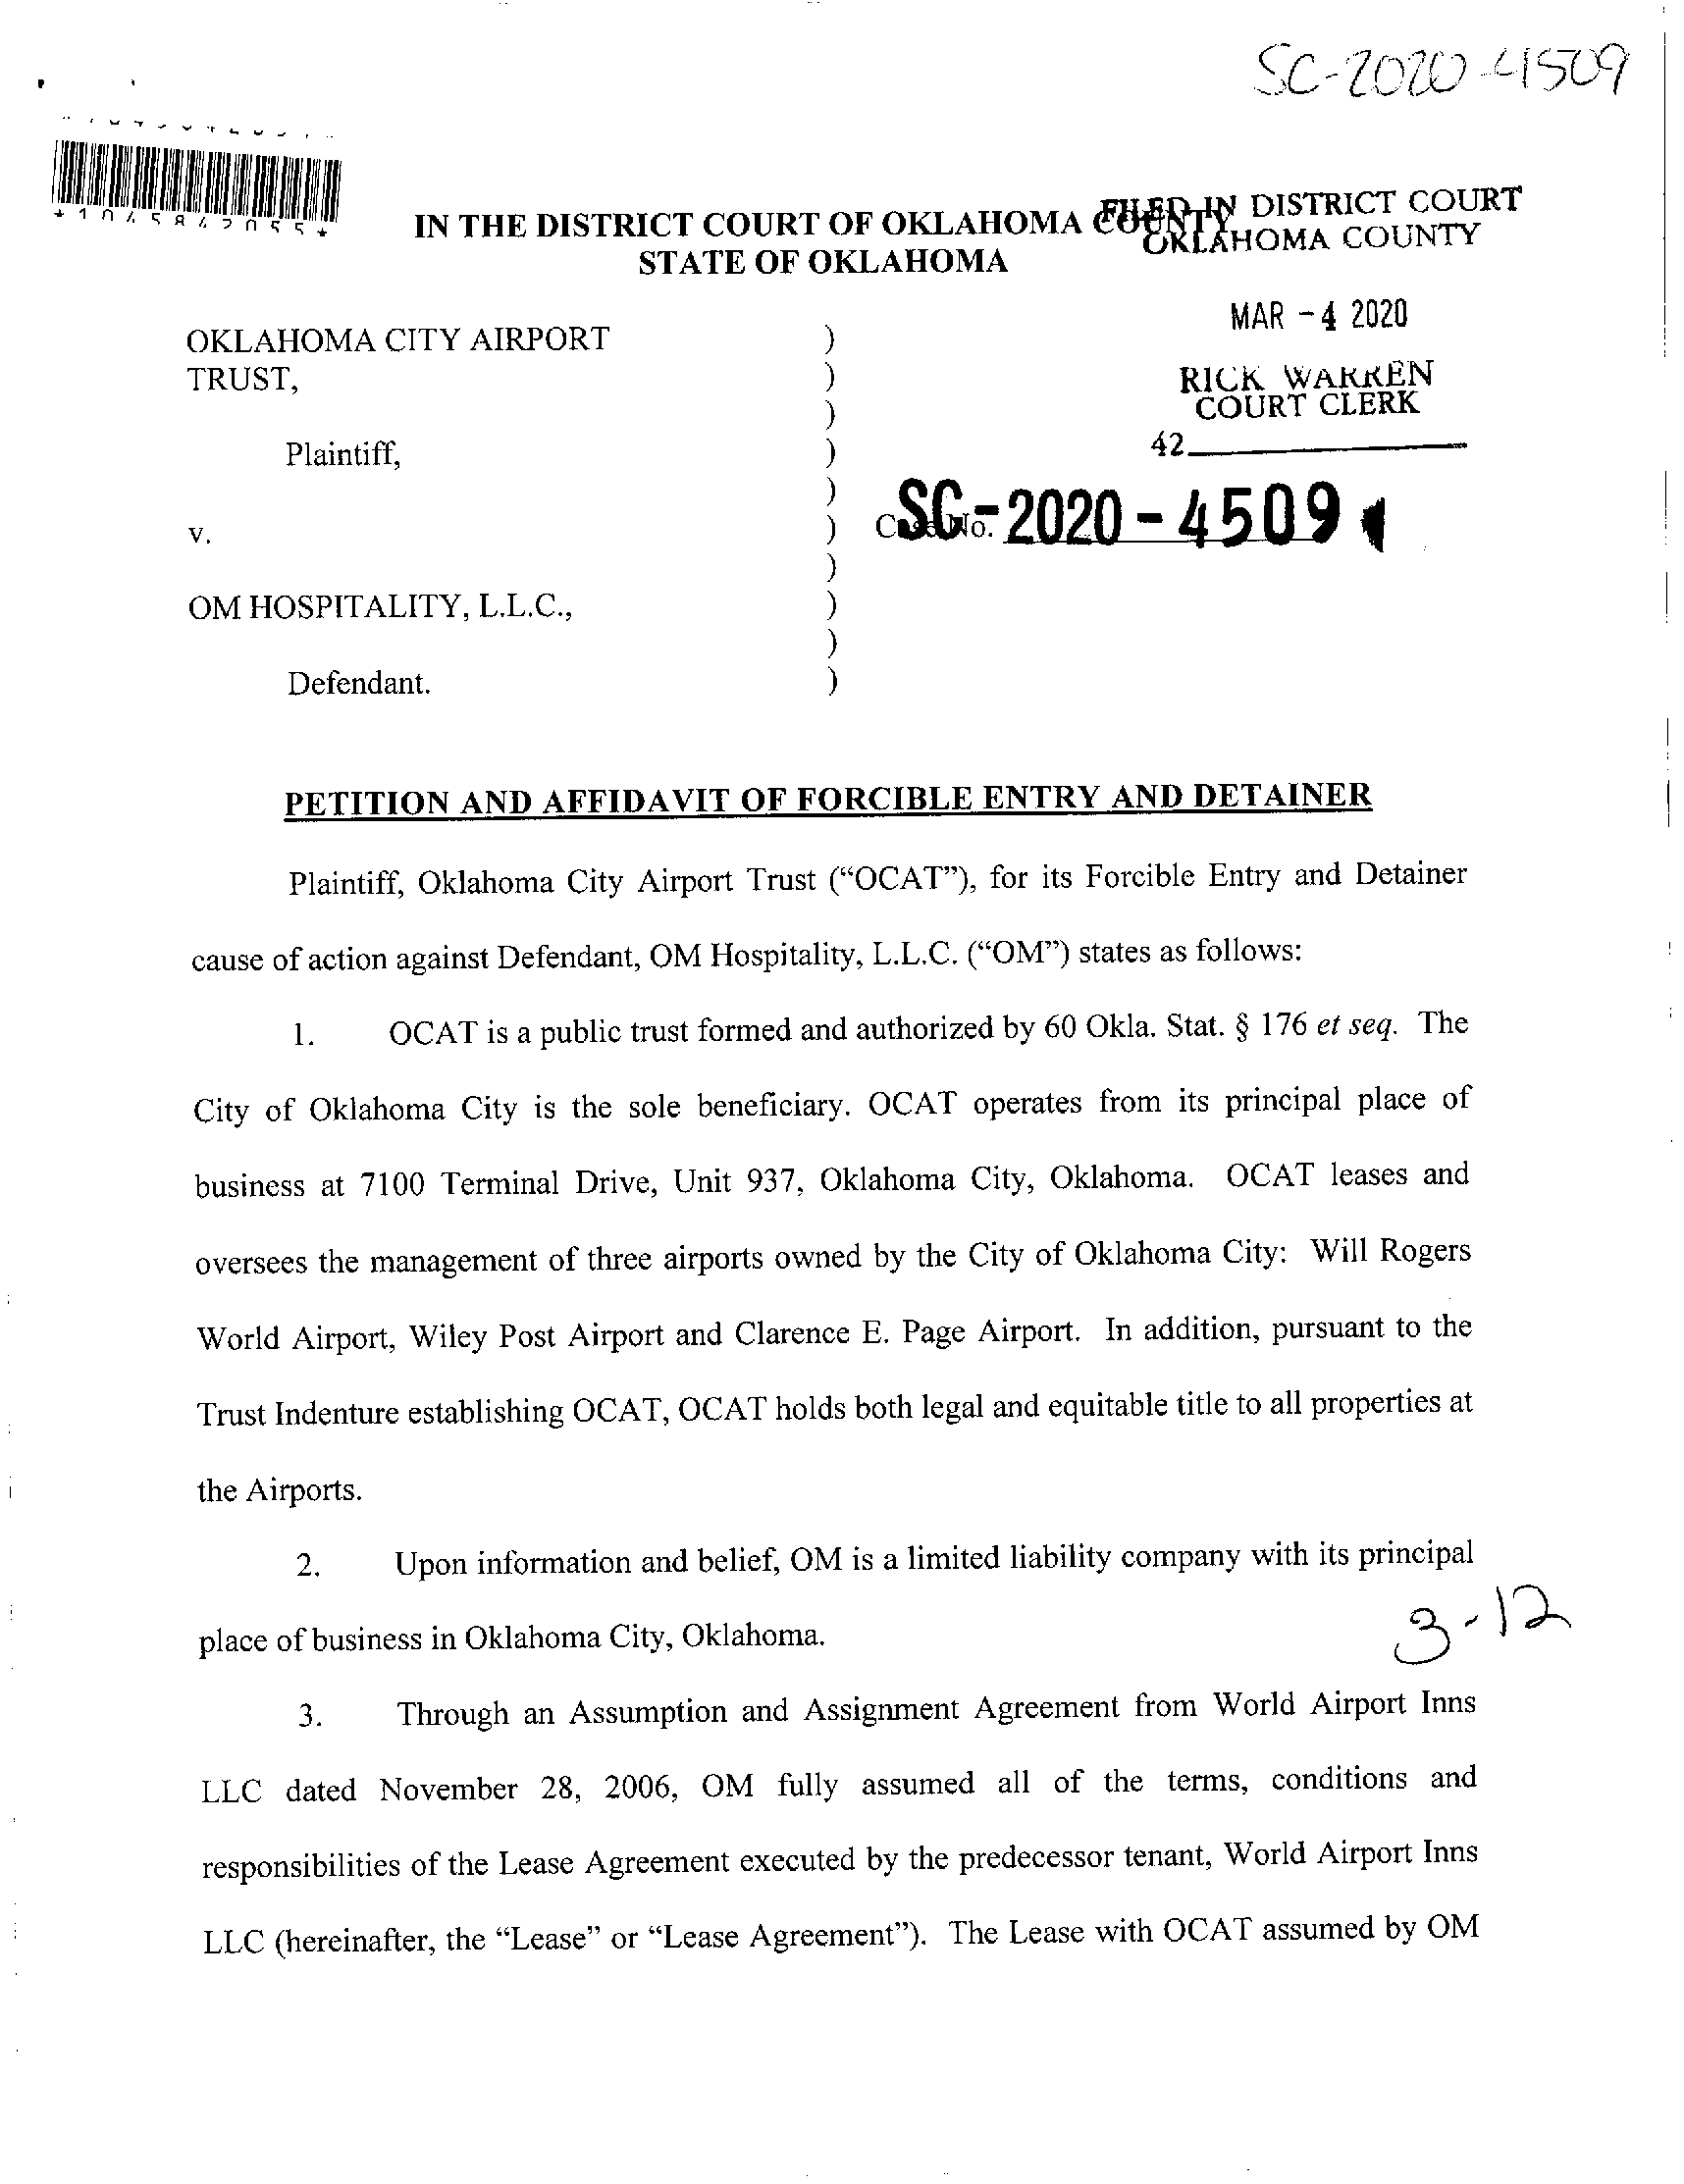 SC-2020-4509
*1045842055*
IN THE DISTRICT COURT OF OKLAHOMA COUNTY
STATE OF OKLAHOMA
FILED IN DISTRICT COURT
OKLAHOMA COUNTY
MAR - 4 2020
RICK WARREN
COURT CLERK
42
OKLAHOMA CITY AIRPORT )
TRUST, )
)
Plaintiff, )
)
v. ) Case No. SC-2020-4509
)
OM HOSPITALITY, L.L.C., )
)
Defendant. )
PETITION AND AFFIDAVIT OF FORCIBLE ENTRY AND DETAINER
Plaintiff, Oklahoma City Airport Trust (“OCAT”), for its Forcible Entry and Detainer
cause of action against Defendant, OM Hospitality, L.L.C. (“OM”) states as follows:
1. OCAT is a public trust formed and authorized by 60 Okla. Stat. § 176 et seq. The
City of Oklahoma City is the sole beneficiary. OCAT operates from its principal place of
business at 7100 Terminal Drive, Unit 937, Oklahoma City, Oklahoma. OCAT leases and
oversees the management of three airports owned by the City of Oklahoma City: Will Rogers
World Airport, Wiley Post Airport and Clarence E. Page Airport. In addition, pursuant to the
Trust Indenture establishing OCAT, OCAT holds both legal and equitable title to all properties at
the Airports.
2. Upon information and belief, OM is a limited liability company with its principal
place of business in Oklahoma City, Oklahoma.
3-12
3. Through an Assumption and Assignment Agreement from World Airport Inns
LLC dated November 28, 2006, OM fully assumed all of the terms, conditions and
responsibilities of the Lease Agreement executed by the predecessor tenant, World Airport Inns
LLC (hereinafter, the “Lease” or “Lease Agreement”). The Lease with OCAT assumed by OM